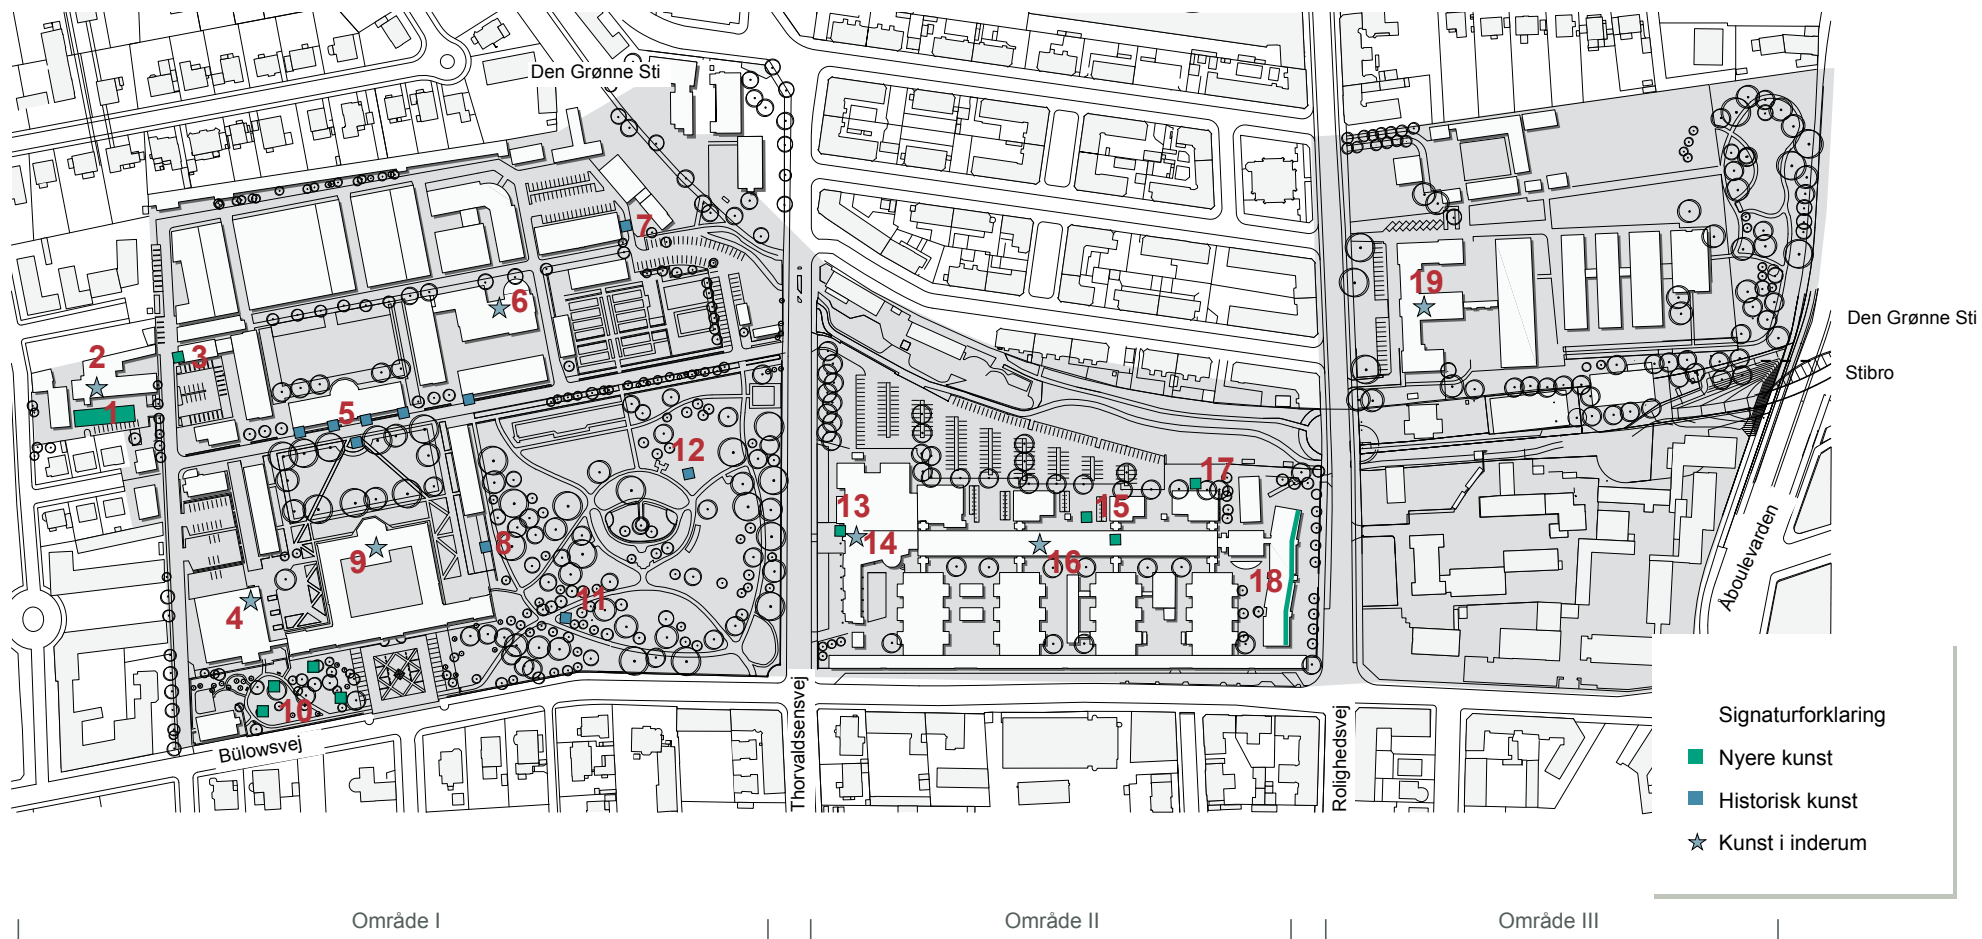 Den Grønne Sti
7
19
6
Den Grønne Sti
2
3
Stibro
1
5
12
17
13
15
Åboulevarden
14
8
9
16
18
11
4
10
Bülowsvej
Thorvaldsensvej
Rolighedsvej
Signaturforklaring
Nyere kunst
Historisk kunst
Kunst i inderum
Område I
Område II
Område III